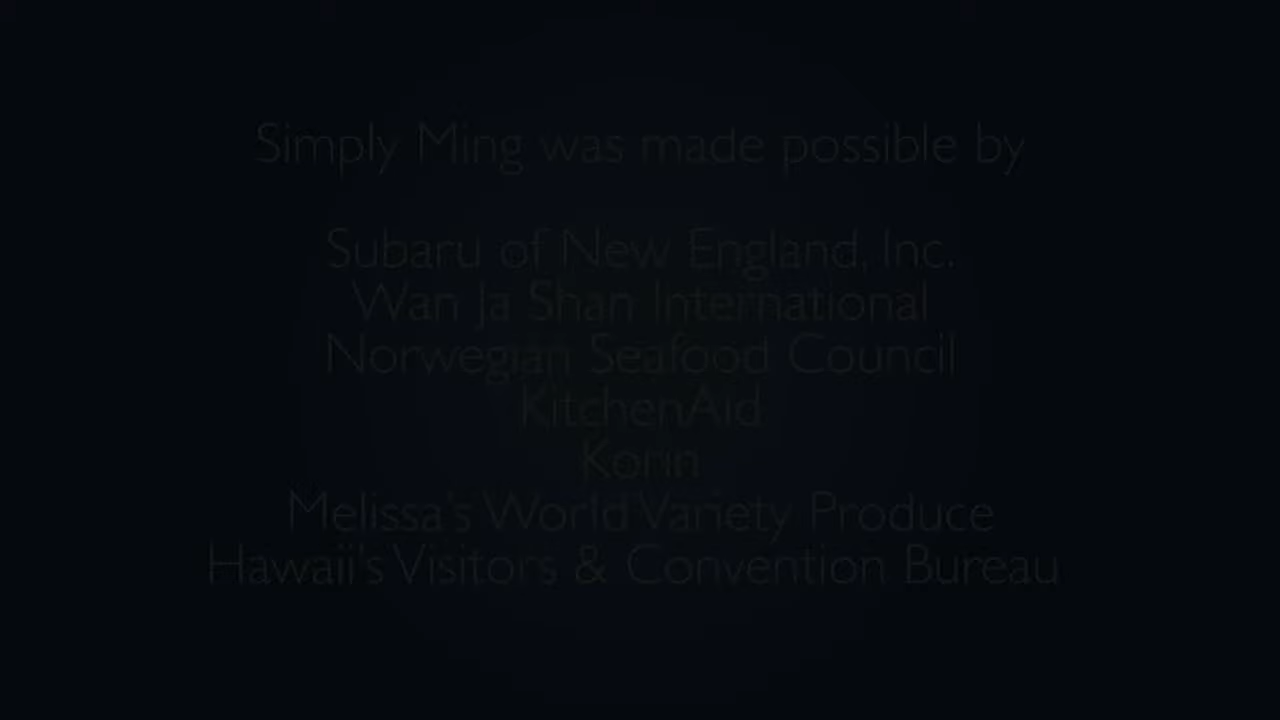 Simply Ming was made possible by
Subaru of New England, Inc.
Wan Ja Shan International
Norwegian Seafood Council
KitchenAid
Korin
Melissa's World Variety Produce
Hawaii's Visitors & Convention Bureau